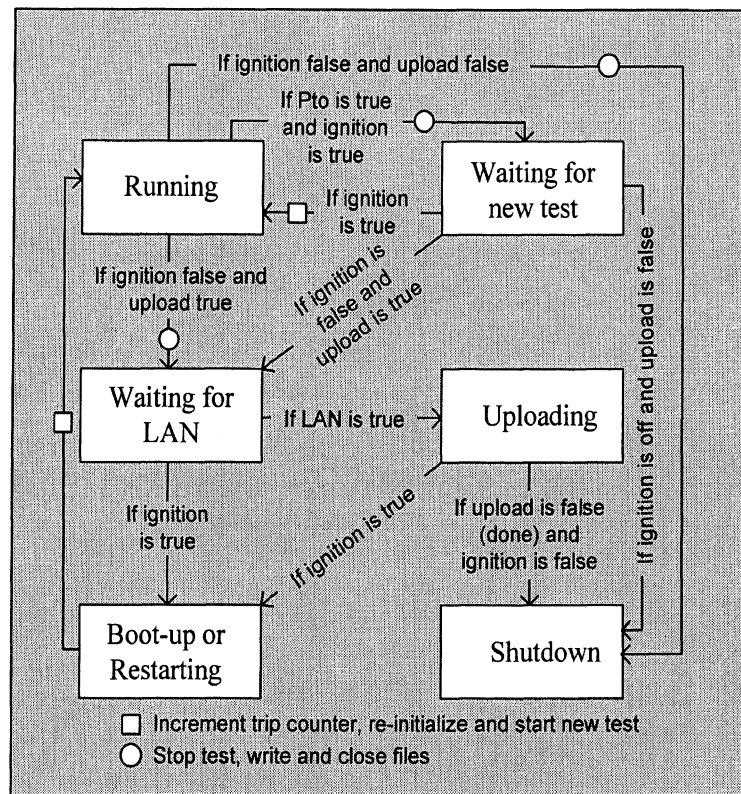 If ignition false and upload false
If Pto is true
and ignition
is true
Running
Waiting for
new test
If ignition
is true
If ignition false and
upload true
If ignition is
false and
upload is true
If ignition is off and upload is false
Waiting for
LAN
If LAN is true
Uploading
If ignition
is true
If ignition is true
If upload is false
(done) and
ignition is false
Boot-up or
Restarting
Shutdown
Increment trip counter, re-initialize and start new test
Stop test, write and close files